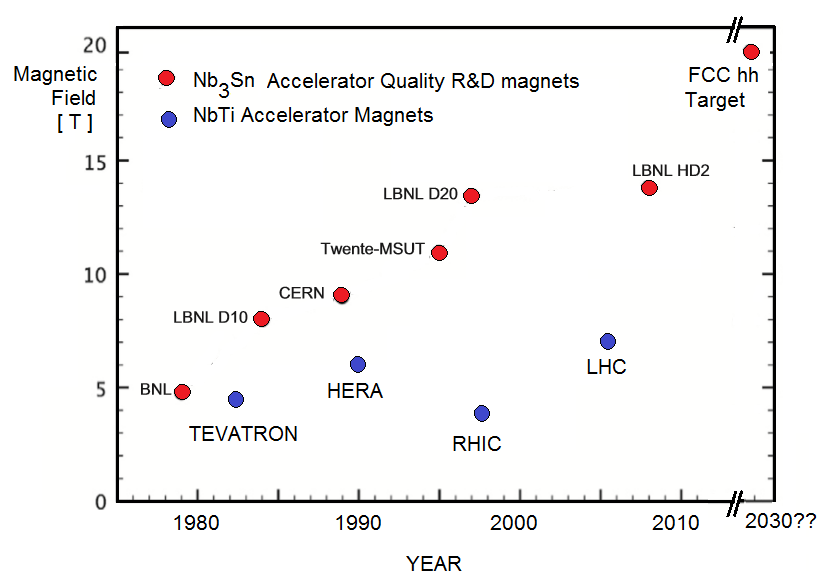 20
Magnetic
Field
[ T ]
Nb3Sn Accelerator Quality R&D magnets
NbTi Accelerator Magnets
FCC hh
Target
15
LBNL HD2
LBNL D20
Twente-MSUT
10
CERN
LBNL D10
5
BNL
TEVATRON
HERA
RHIC
LHC
0
1980
1990
2000
2010
2030??
YEAR